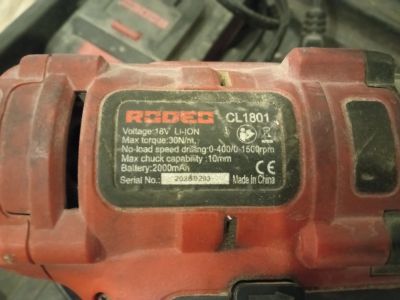 RODEO CL1801
Voltage:18V Li-ION
Max torque:30N/m,
No-load speed drilling:0-400/0-1500rpm
Max chuck capability :10mm
Battery:2000mAh
Serial No.: Made in China